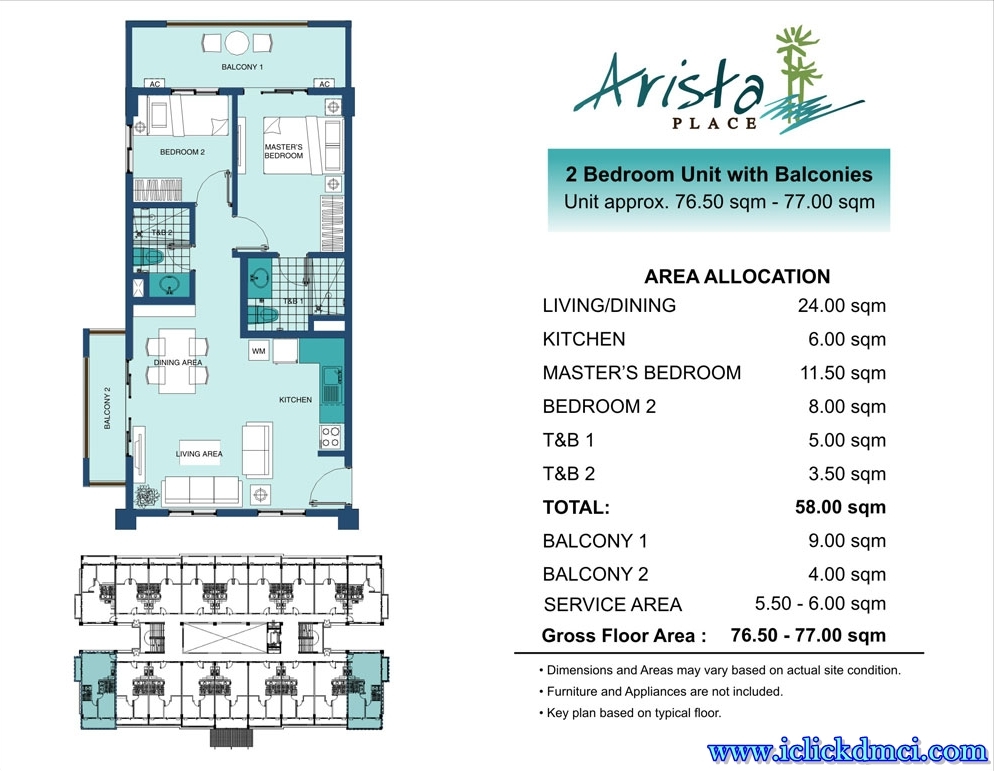 BALCONY 1
AC
AC
BEDROOM 2
MASTER'S
BEDROOM
T&B 2
T&B 1
WM
DINING AREA
KITCHEN
BALCONY 2
LIVING AREA
Arista
PLACE
2 Bedroom Unit with Balconies
Unit approx. 76.50 sqm - 77.00 sqm
AREA ALLOCATION
LIVING/DINING 24.00 sqm
KITCHEN 6.00 sqm
MASTER'S BEDROOM 11.50 sqm
BEDROOM 2 8.00 sqm
T&B 1 5.00 sqm
T&B 2 3.50 sqm
TOTAL: 58.00 sqm
BALCONY 1 9.00 sqm
BALCONY 2 4.00 sqm
SERVICE AREA 5.50 - 6.00 sqm
Gross Floor Area : 76.50 - 77.00 sqm
• Dimensions and Areas may vary based on actual site condition.
• Furniture and Appliances are not included.
• Key plan based on typical floor.
www.iclickdmci.com